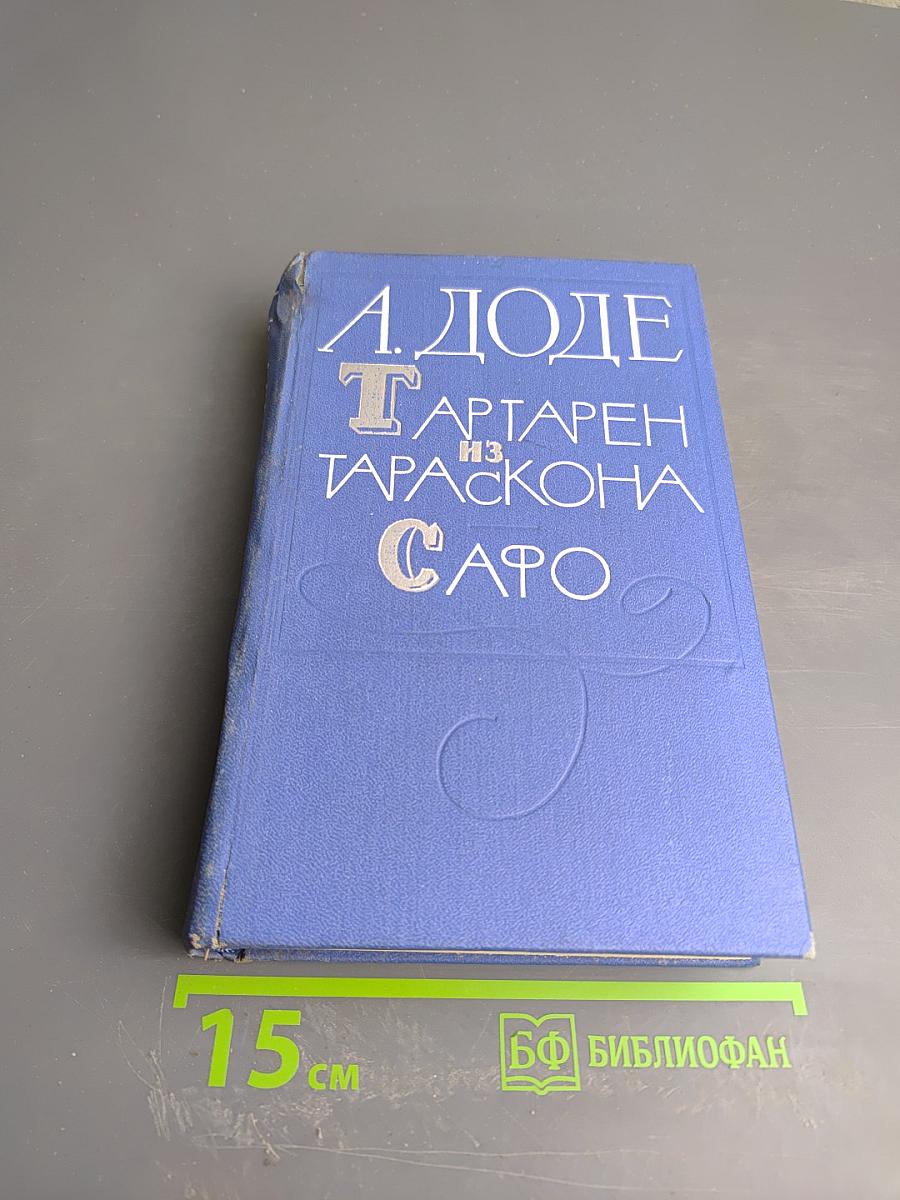 А. ДОДЕ
ТАРТАРЕН
ИЗ
ТАРАСКОНА
САФО
15 см
БФ БИБЛИОФАН